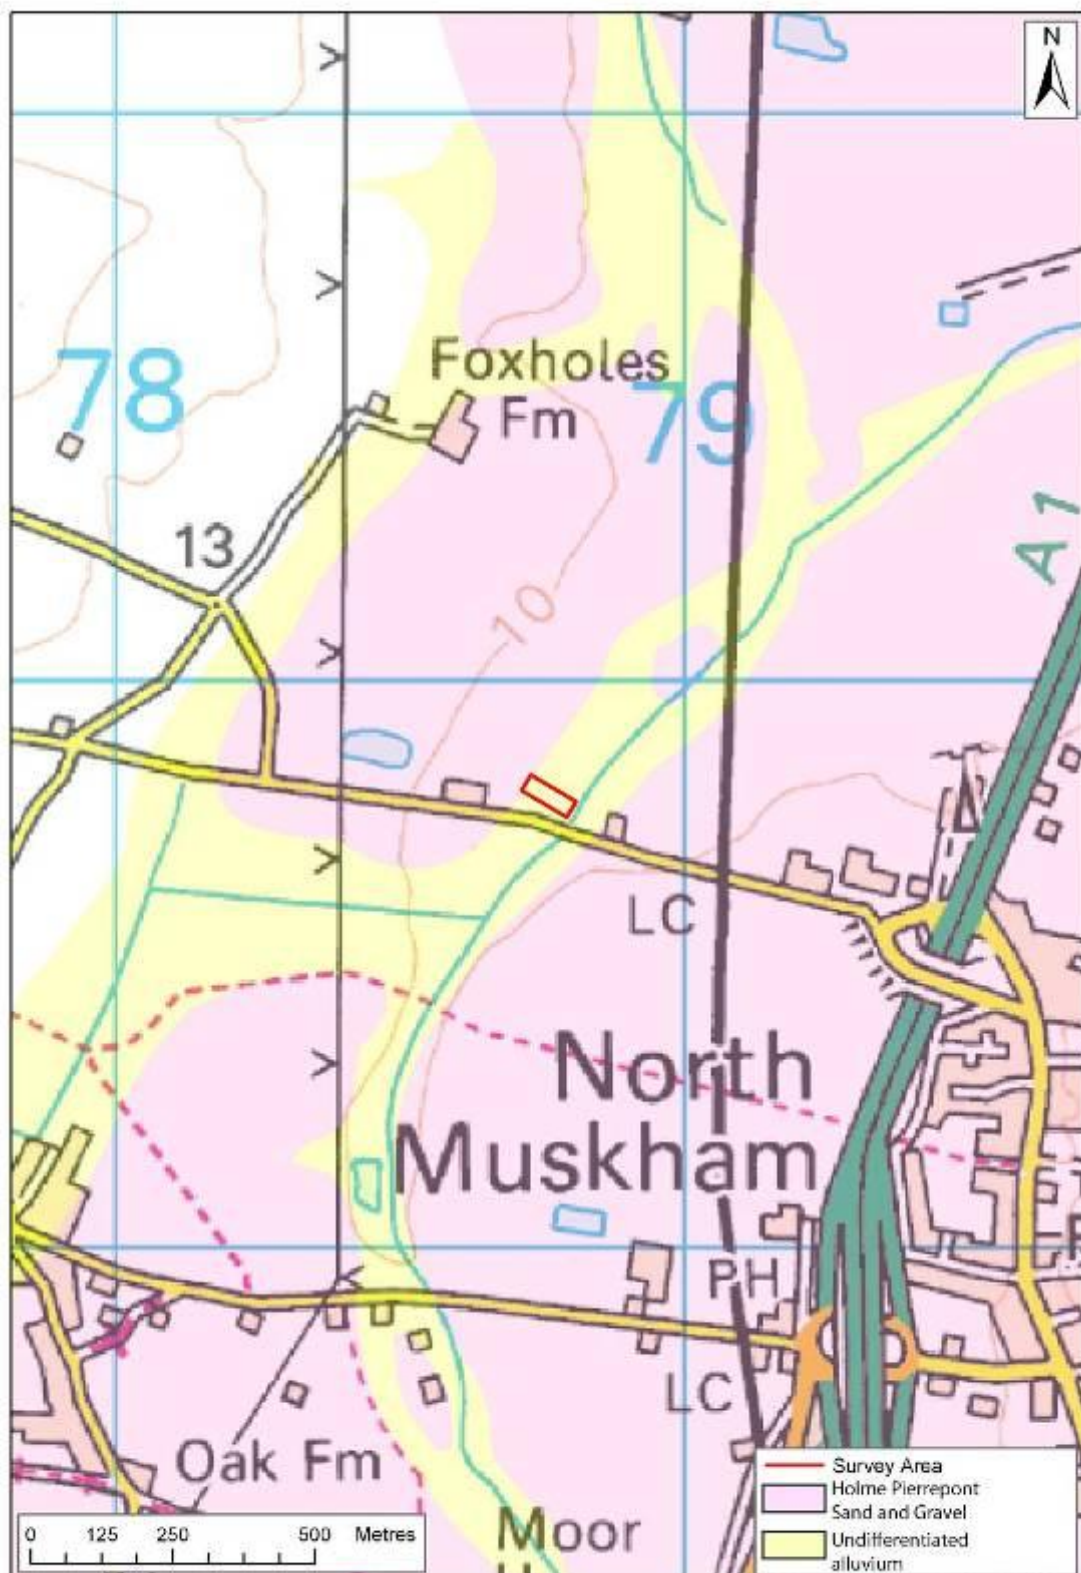 N
78
Foxholes
Fm
79
13
A1
10
LC
North
Muskham
PH
LC
Oak Fm
Moor
Survey Area
Holme Pierrepont
Sand and Gravel
Undifferentiated
alluvium
0 125 250 500 Metres